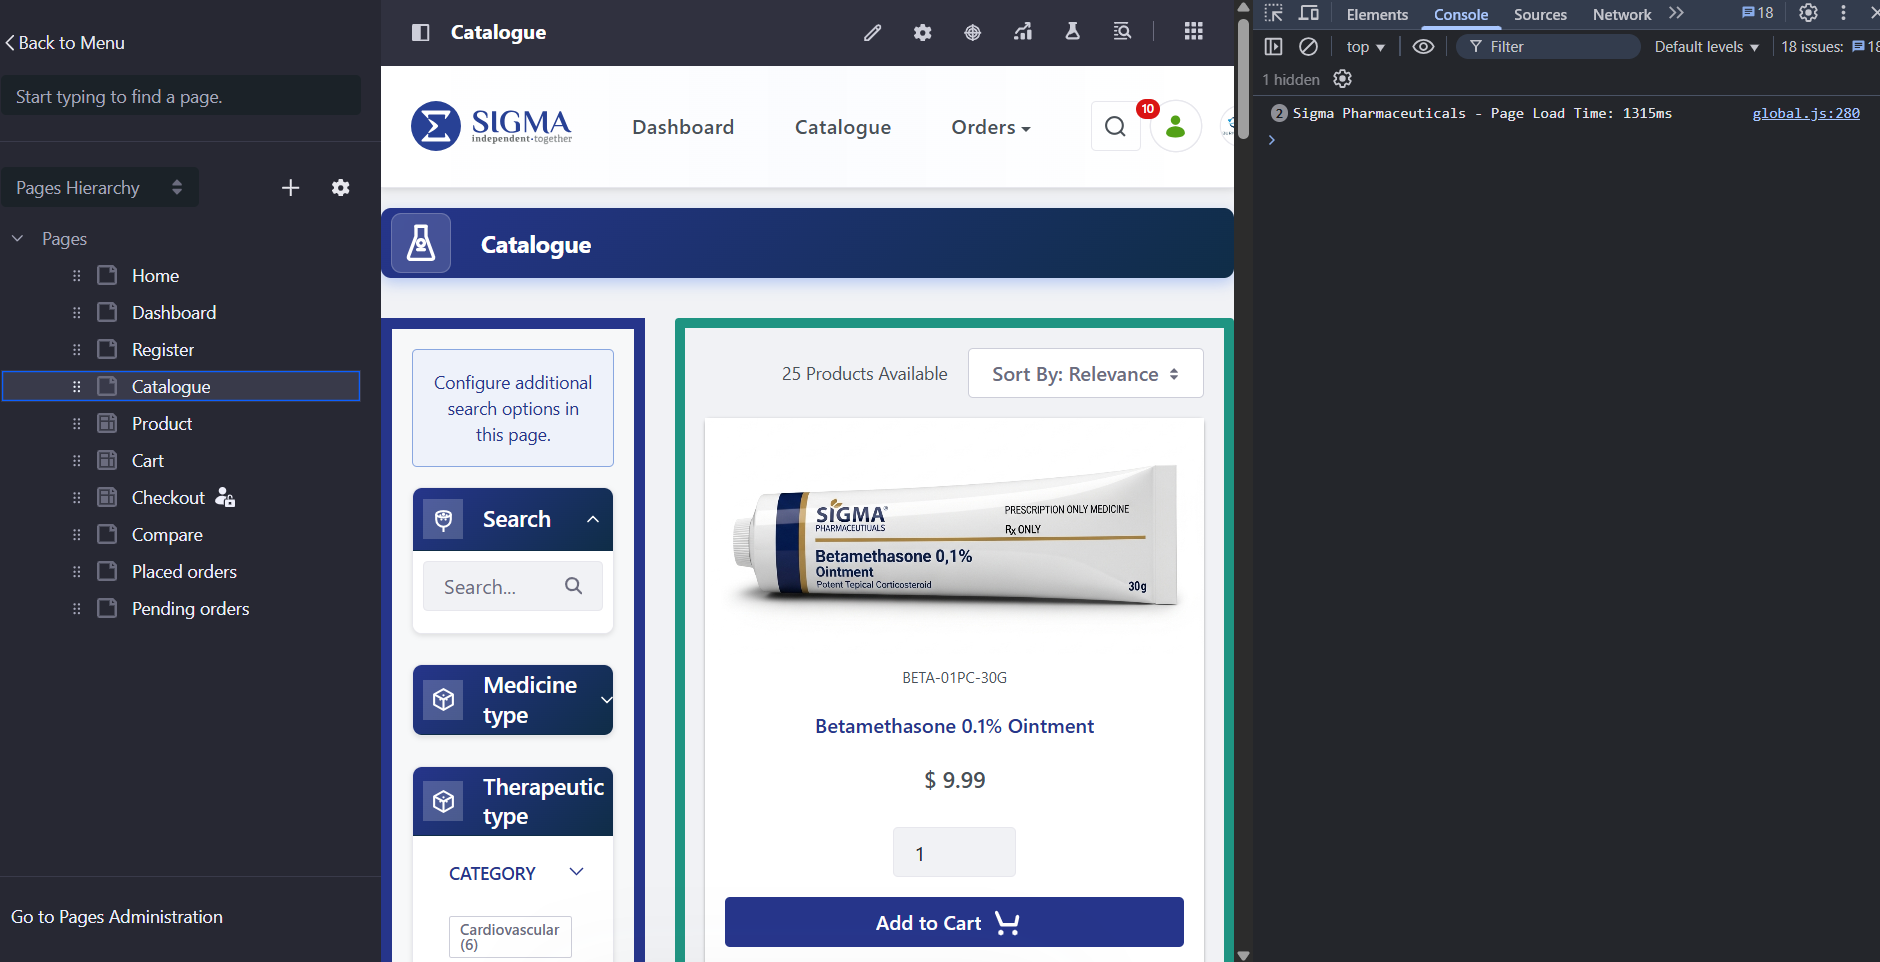 Back to Menu
Start typing to find a page.
Pages Hierarchy
Pages
Home
Dashboard
Register
Catalogue
Product
Cart
Checkout
Compare
Placed orders
Pending orders
Go to Pages Administration
Catalogue
SIGMA
independent-together
Dashboard
Catalogue
Orders
10
Catalogue
Configure additional
search options in
this page.
Search
Search...
Medicine
type
Therapeutic
type
CATEGORY
Cardiovascular
(6)
25 Products Available
Sort By: Relevance
SIGMA
PHARMACEUTUALS
PRESCRIPTION ONLY MEDICINE
Rx ONLY
Betamethasone 0,1%
Ointment
Potent Tepical Corticosteroid
30g
BETA-01PC-30G
Betamethasone 0.1% Ointment
$ 9.99
1
Add to Cart
Elements
Console
Sources
Network
18
top
Filter
Default levels
18 issues:
18
1 hidden
2
Sigma Pharmaceuticals - Page Load Time: 1315ms
global.js:280